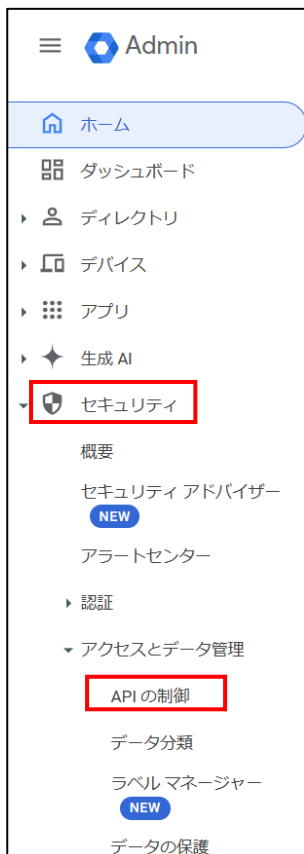 Admin
ホーム
ダッシュボード
ディレクトリ
デバイス
アプリ
生成 AI
セキュリティ
概要
セキュリティ アドバイザー
NEW
アラートセンター
認証
アクセスとデータ管理
API の制御
データ分類
ラベル マネージャー
NEW
データの保護